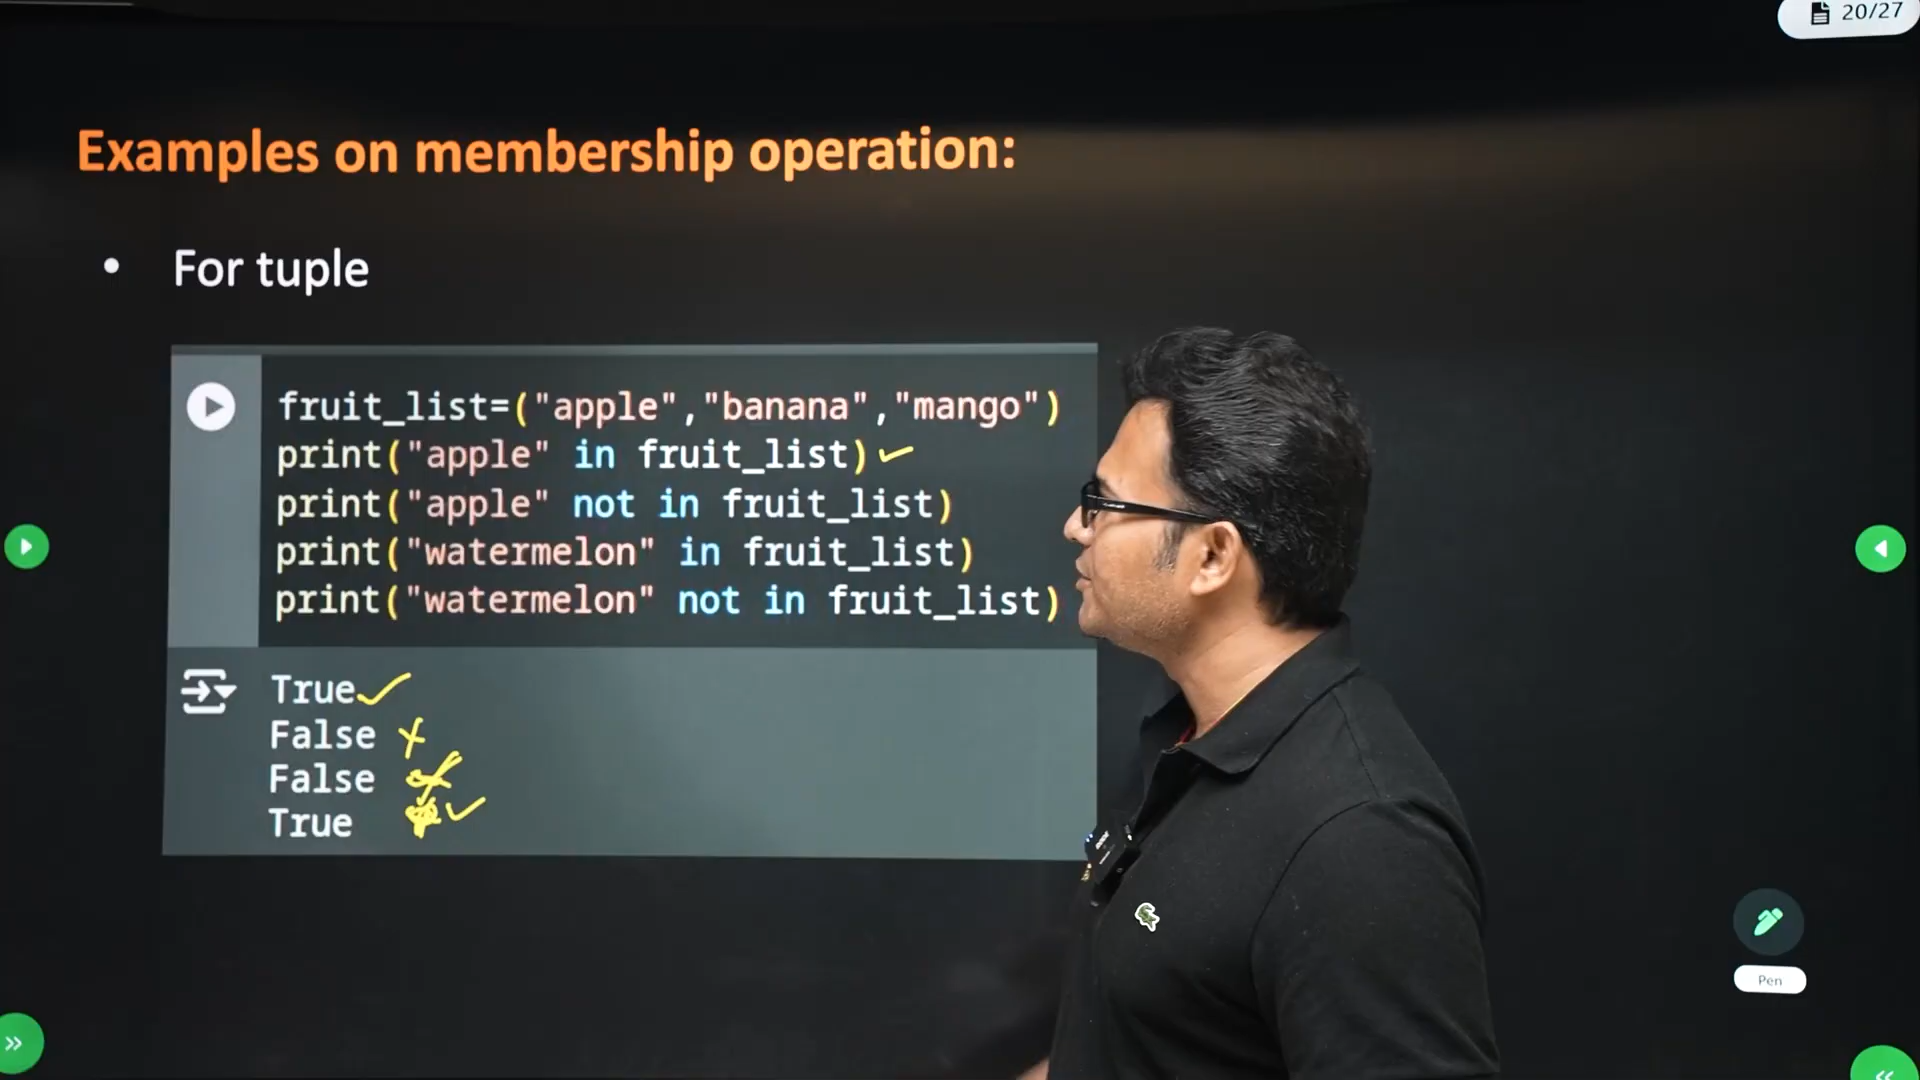 20/27
Examples on membership operation:
• For tuple
fruit_list=("apple","banana","mango")
print("apple" in fruit_list)
print("apple" not in fruit_list)
print("watermelon" in fruit_list)
print("watermelon" not in fruit_list)
True
False
False
True
Pen